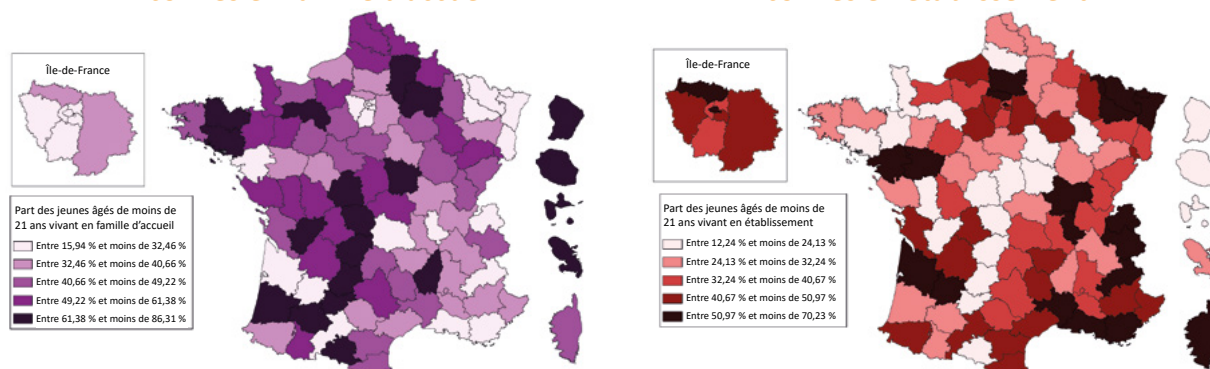 Île-de-France
Part des jeunes âgés de moins de
21 ans vivant en famille d’accueil
Entre 15,94 % et moins de 32,46 %
Entre 32,46 % et moins de 40,66 %
Entre 40,66 % et moins de 49,22 %
Entre 49,22 % et moins de 61,38 %
Entre 61,38 % et moins de 86,31 %
Île-de-France
Part des jeunes âgés de moins de
21 ans vivant en établissement
Entre 12,24 % et moins de 24,13 %
Entre 24,13 % et moins de 32,24 %
Entre 32,24 % et moins de 40,67 %
Entre 40,67 % et moins de 50,97 %
Entre 50,97 % et moins de 70,23 %